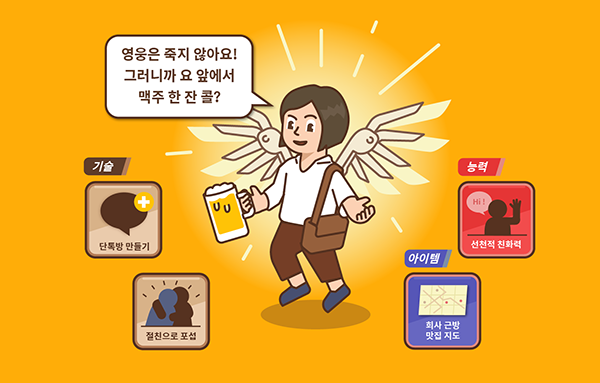 영웅은 죽지 않아요!
그러니까 요 앞에서
맥주 한 잔 콜?
기술
단톡방 만들기
절친으로 포섭
능력
Hi !
선천적 친화력
아이템
회사 근방
맛집 지도